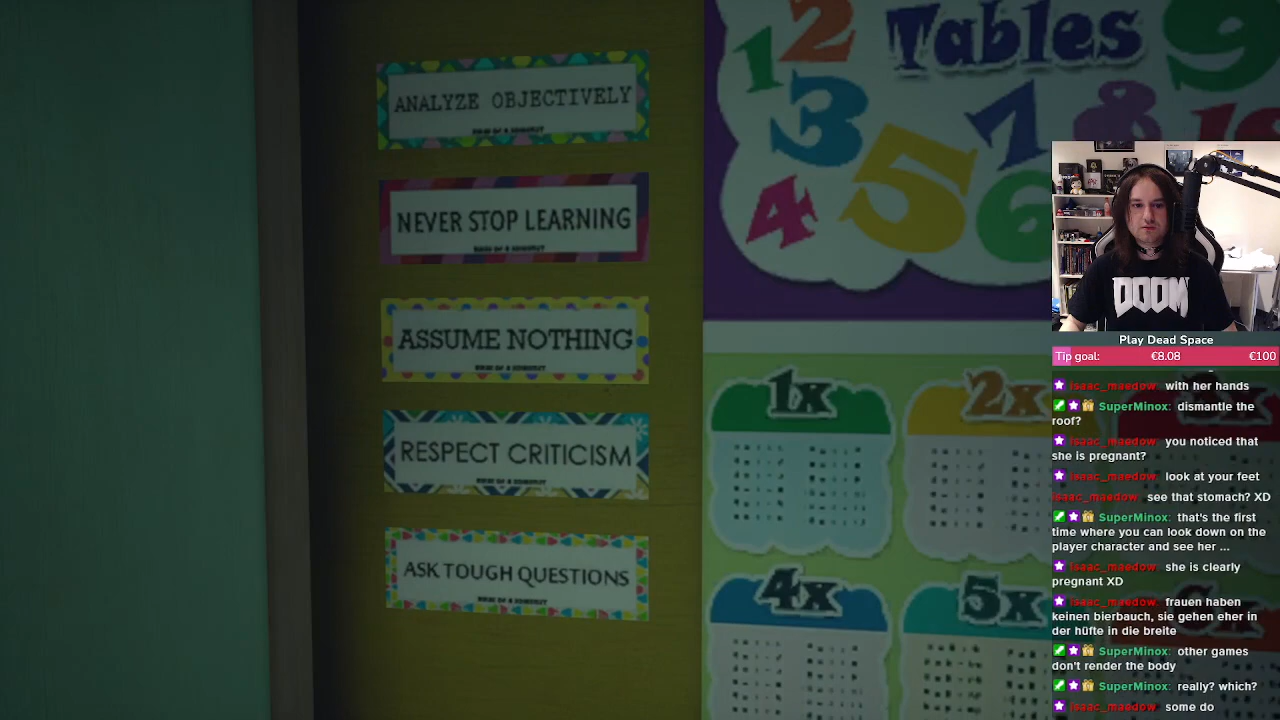 ANALYZE OBJECTIVELY
NEVER STOP LEARNING
ASSUME NOTHING
RESPECT CRITICISM
ASK TOUGH QUESTIONS
Tables
1
2
3
4
5
6
7
8
9
10
1x
2x
4x
5x
DOOM
Play Dead Space
Tip goal: €8.08 €100
isaac_maedow: with her hands
SuperMinox: dismantle the
roof?
isaac_maedow: you noticed that
she is pregnant?
isaac_maedow: look at your feet
isaac_maedow: see that stomach? XD
SuperMinox: that's the first
time where you can look down on the
player character and see her ...
isaac_maedow: she is clearly
pregnant XD
isaac_maedow: frauen haben
keinen bierbauch, sie gehen eher in
der hüfte in die breite
SuperMinox: other games
don't render the body
SuperMinox: really? which?
isaac_maedow: some do